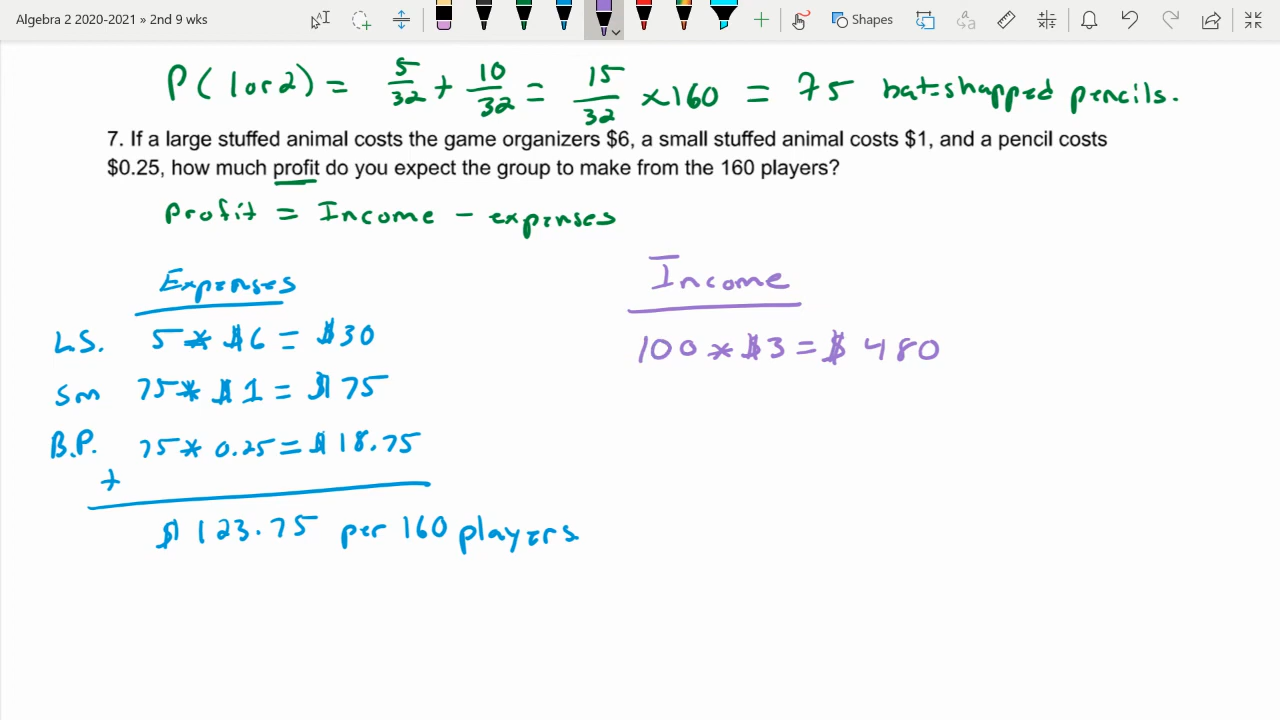 Algebra 2 2020-2021 » 2nd 9 wks
Shapes
P(1or2) = 5/32 + 10/32 = 15/32 ×160 = 75 bat-shapped pencils.
7. If a large stuffed animal costs the game organizers $6, a small stuffed animal costs $1, and a pencil costs
$0.25, how much profit do you expect the group to make from the 160 players?
Profit = Income - expenses
Expenses
L.S. 5 * $6 = $30
Sm 75 * $1 = $75
B.P. 75 * 0.25 = $18.75
+
$123.75 per 160 players
Income
100 * $3 = $480